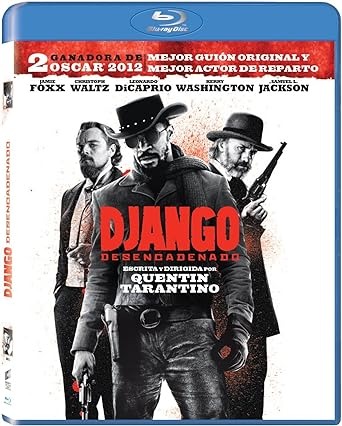 Blu-ray Disc
2 GANADORA DE OSCAR 2012
MEJOR GUIÓN ORIGINAL Y
MEJOR ACTOR DE REPARTO
JAMIE FOXX
CHRISTOPH WALTZ
LEONARDO DiCAPRIO
KERRY WASHINGTON
SAMUEL L. JACKSON
DJANGO
DESENCADENADO
ESCRITA Y DIRIGIDA POR
QUENTIN
TARANTINO
DJANGO DESENCADENADO